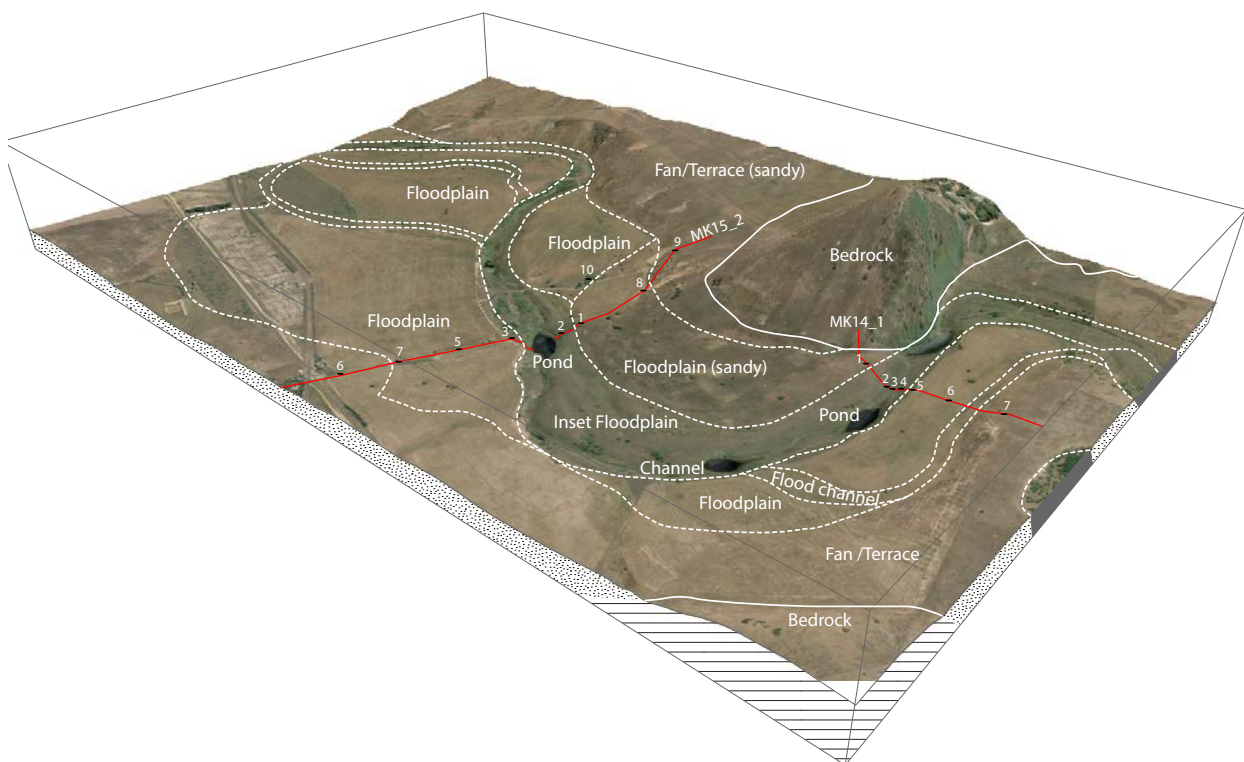 Fan/Terrace (sandy)
Floodplain
MK15_2
9
Floodplain
Bedrock
10
8
MK14_1
Floodplain
1
2
3
5
7
6
Pond
Floodplain (sandy)
1
2
3
4
5
6
7
Pond
Inset Floodplain
Channel
Flood channel
Floodplain
Fan /Terrace
Bedrock